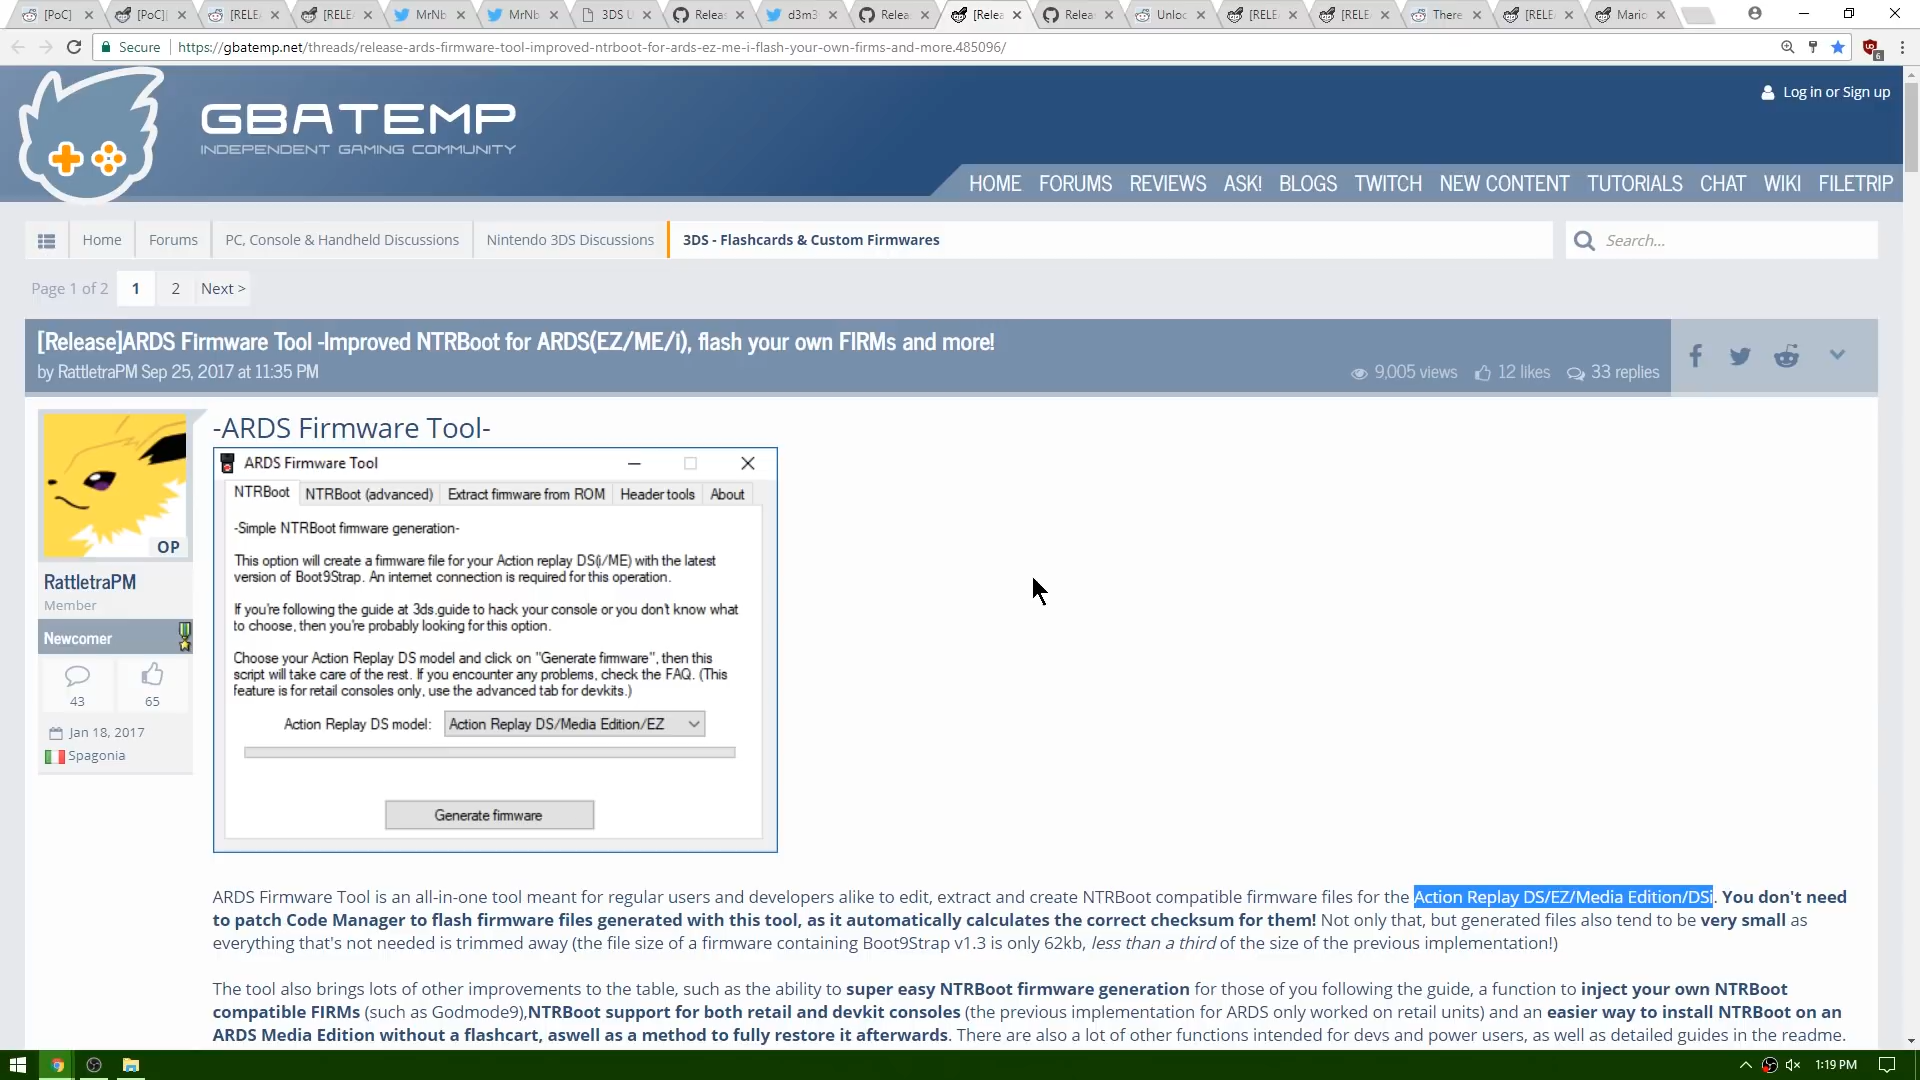 [PoC]
[PoC]
[RELE
[RELE
MrNb
MrNb
3DS U
Releas
d3m3
Relea
[Relea
Relea
Unloc
[RELE
[RELE
There
[RELE
Mario
Secure
https://gbatemp.net/threads/release-ards-firmware-tool-improved-ntrboot-for-ards-ez-me-i-flash-your-own-firms-and-more.485096/
6
Log in or Sign up
GBATEMP
INDEPENDENT GAMING COMMUNITY
HOME FORUMS REVIEWS ASK! BLOGS TWITCH NEW CONTENT TUTORIALS CHAT WIKI FILETRIP
Home Forums PC, Console & Handheld Discussions Nintendo 3DS Discussions 3DS - Flashcards & Custom Firmwares
Search...
Page 1 of 2 1 2 Next >
[Release]ARDS Firmware Tool -Improved NTRBoot for ARDS(EZ/ME/i), flash your own FIRMs and more!
by RattletraPM Sep 25, 2017 at 11:35 PM
9,005 views 12 likes 33 replies
OP
RattletraPM
Member
Newcomer
43 65
Jan 18, 2017
Spagonia
-ARDS Firmware Tool-
ARDS Firmware Tool
NTRBoot NTRBoot (advanced) Extract firmware from ROM Header tools About
-Simple NTRBoot firmware generation-
This option will create a firmware file for your Action replay DS(i/ME) with the latest
version of Boot9Strap. An internet connection is required for this operation.
If you're following the guide at 3ds.guide to hack your console or you don't know what
to choose, then you're probably looking for this option.
Choose your Action Replay DS model and click on "Generate firmware", then this
script will take care of the rest. If you encounter any problems, check the FAQ. (This
feature is for retail consoles only, use the advanced tab for devkits.)
Action Replay DS model: Action Replay DS/Media Edition/EZ
Generate firmware
ARDS Firmware Tool is an all-in-one tool meant for regular users and developers alike to edit, extract and create NTRBoot compatible firmware files for the Action Replay DS/EZ/Media Edition/DSi. You don't need
to patch Code Manager to flash firmware files generated with this tool, as it automatically calculates the correct checksum for them! Not only that, but generated files also tend to be very small as
everything that's not needed is trimmed away (the file size of a firmware containing Boot9Strap v1.3 is only 62kb, less than a third of the size of the previous implementation!)
The tool also brings lots of other improvements to the table, such as the ability to super easy NTRBoot firmware generation for those of you following the guide, a function to inject your own NTRBoot
compatible FIRMs (such as Godmode9),NTRBoot support for both retail and devkit consoles (the previous implementation for ARDS only worked on retail units) and an easier way to install NTRBoot on an
ARDS Media Edition without a flashcart, aswell as a method to fully restore it afterwards. There are also a lot of other functions intended for devs and power users, as well as detailed guides in the readme.
1:19 PM